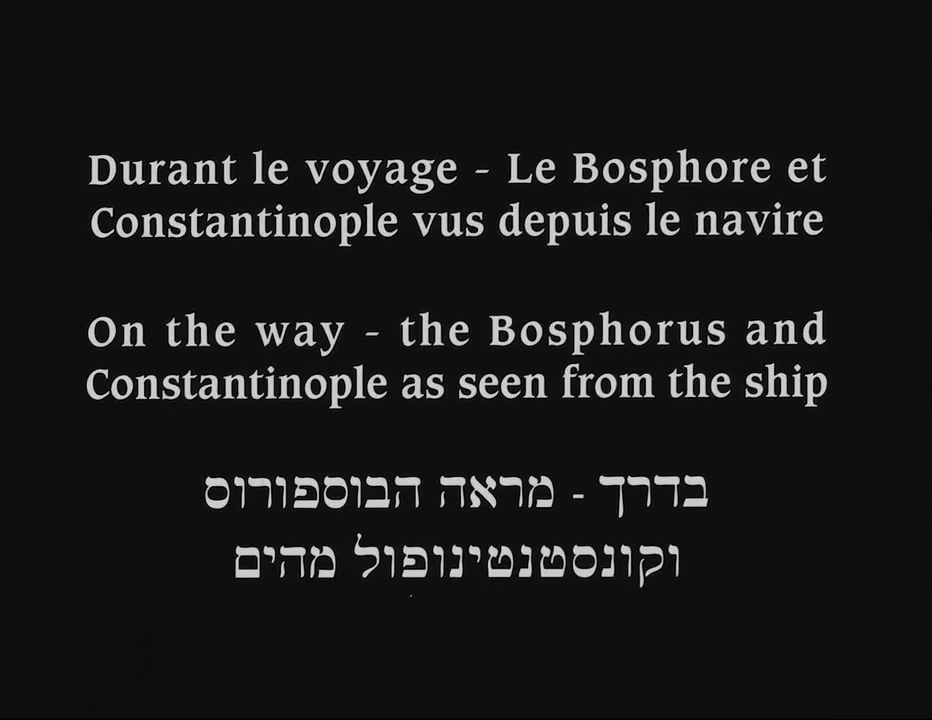 Durant le voyage - Le Bosphore et
Constantinople vus depuis le navire
On the way - the Bosphorus and
Constantinople as seen from the ship
בדרך - מראה הבוספורוס
וקונסטנטינופול מהים